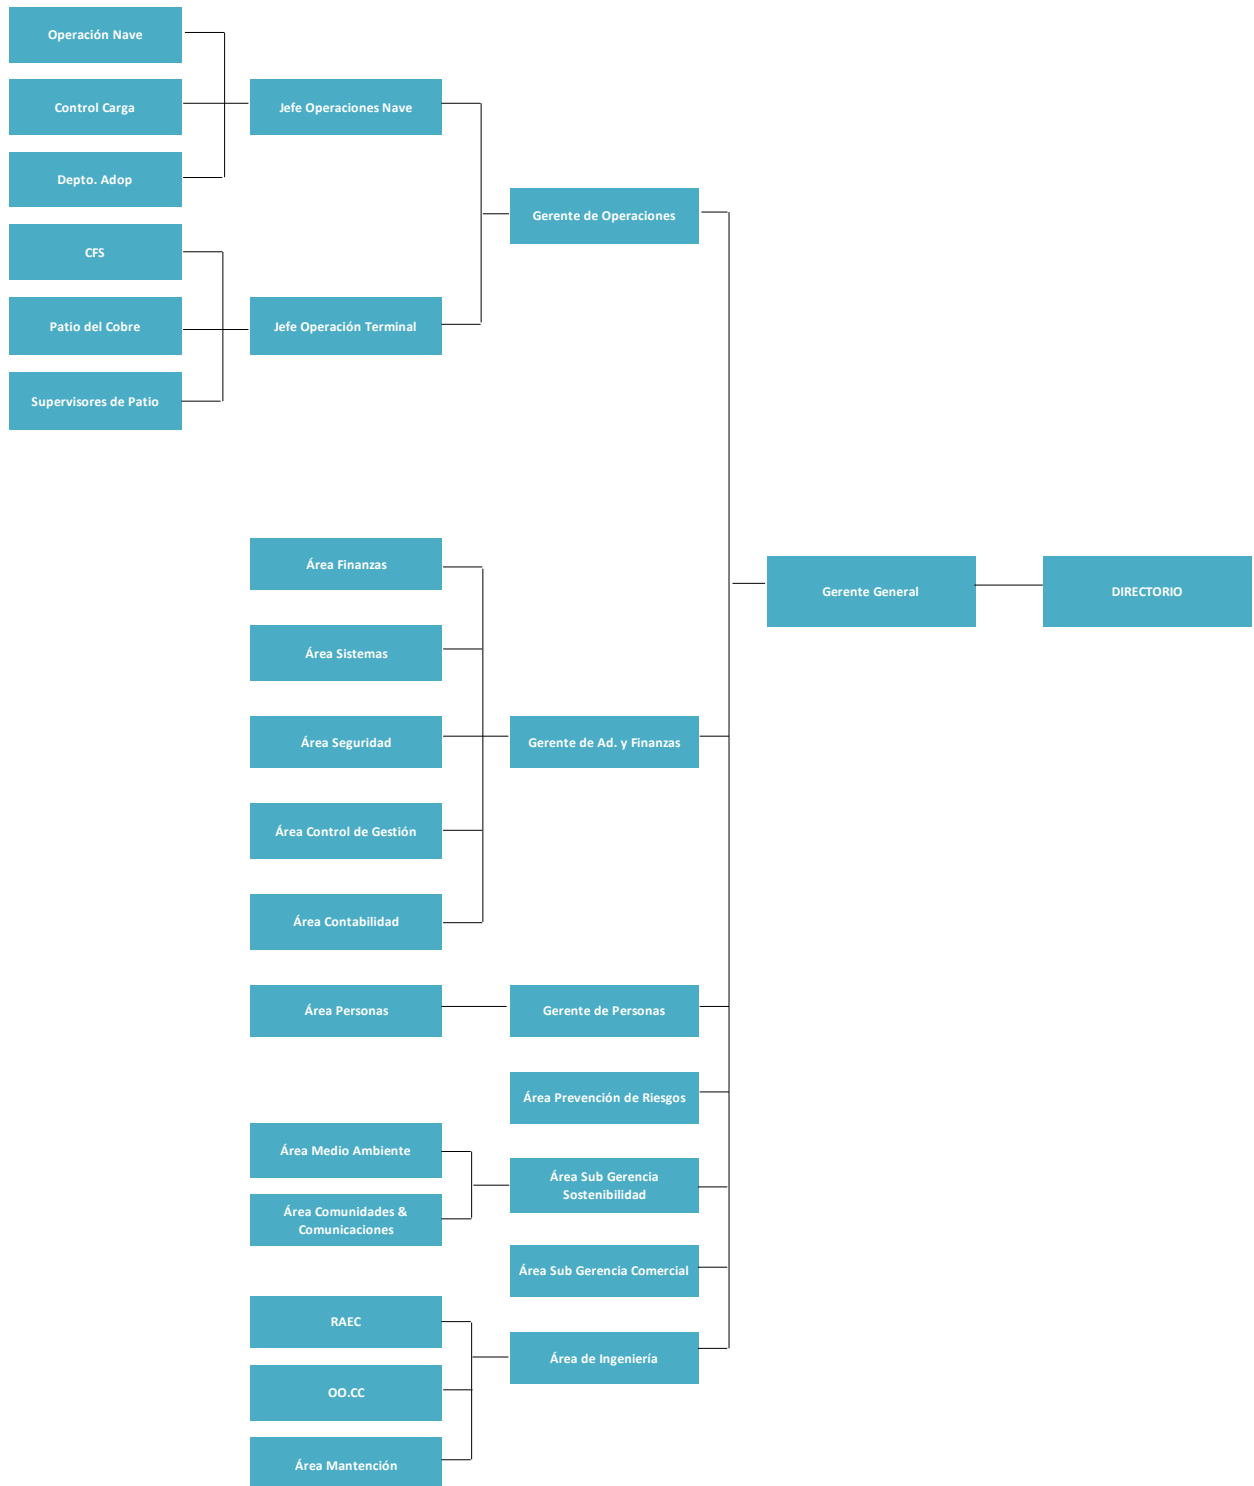 Operación Nave
Control Carga
Jefe Operaciones Nave
Depto. Adop
Gerente de Operaciones
CFS
Patio del Cobre
Jefe Operación Terminal
Supervisores de Patio
Área Finanzas
Gerente General
DIRECTORIO
Área Sistemas
Área Seguridad
Gerente de Ad. y Finanzas
Área Control de Gestión
Área Contabilidad
Área Personas
Gerente de Personas
Área Prevención de Riesgos
Área Medio Ambiente
Área Sub Gerencia
Sostenibilidad
Área Comunidades &
Comunicaciones
Área Sub Gerencia Comercial
RAEC
Área de Ingeniería
OO.CC
Área Mantención